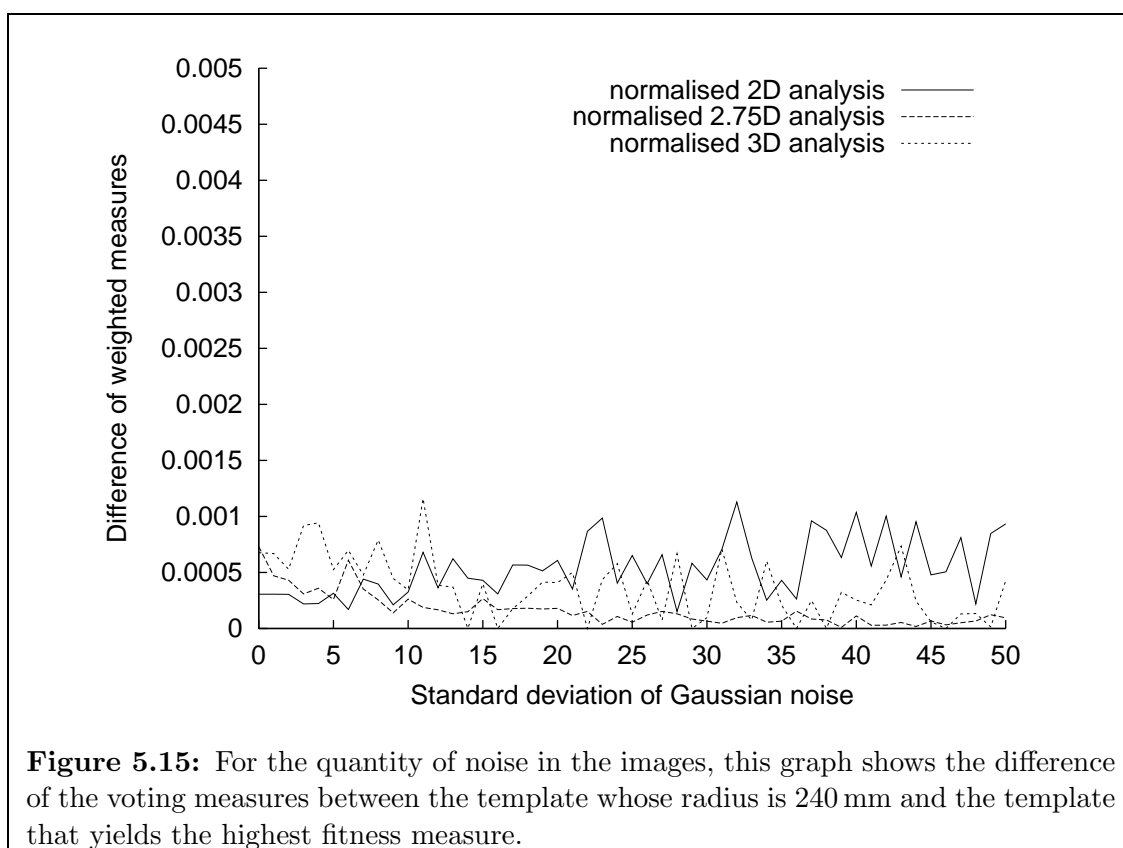 0.005
0.0045
0.004
0.0035
0.003
0.0025
0.002
0.0015
0.001
0.0005
0
Difference of weighted measures
normalised 2D analysis
normalised 2.75D analysis
normalised 3D analysis
0 5 10 15 20 25 30 35 40 45 50
Standard deviation of Gaussian noise
Figure 5.15: For the quantity of noise in the images, this graph shows the difference
of the voting measures between the template whose radius is 240 mm and the template
that yields the highest fitness measure.